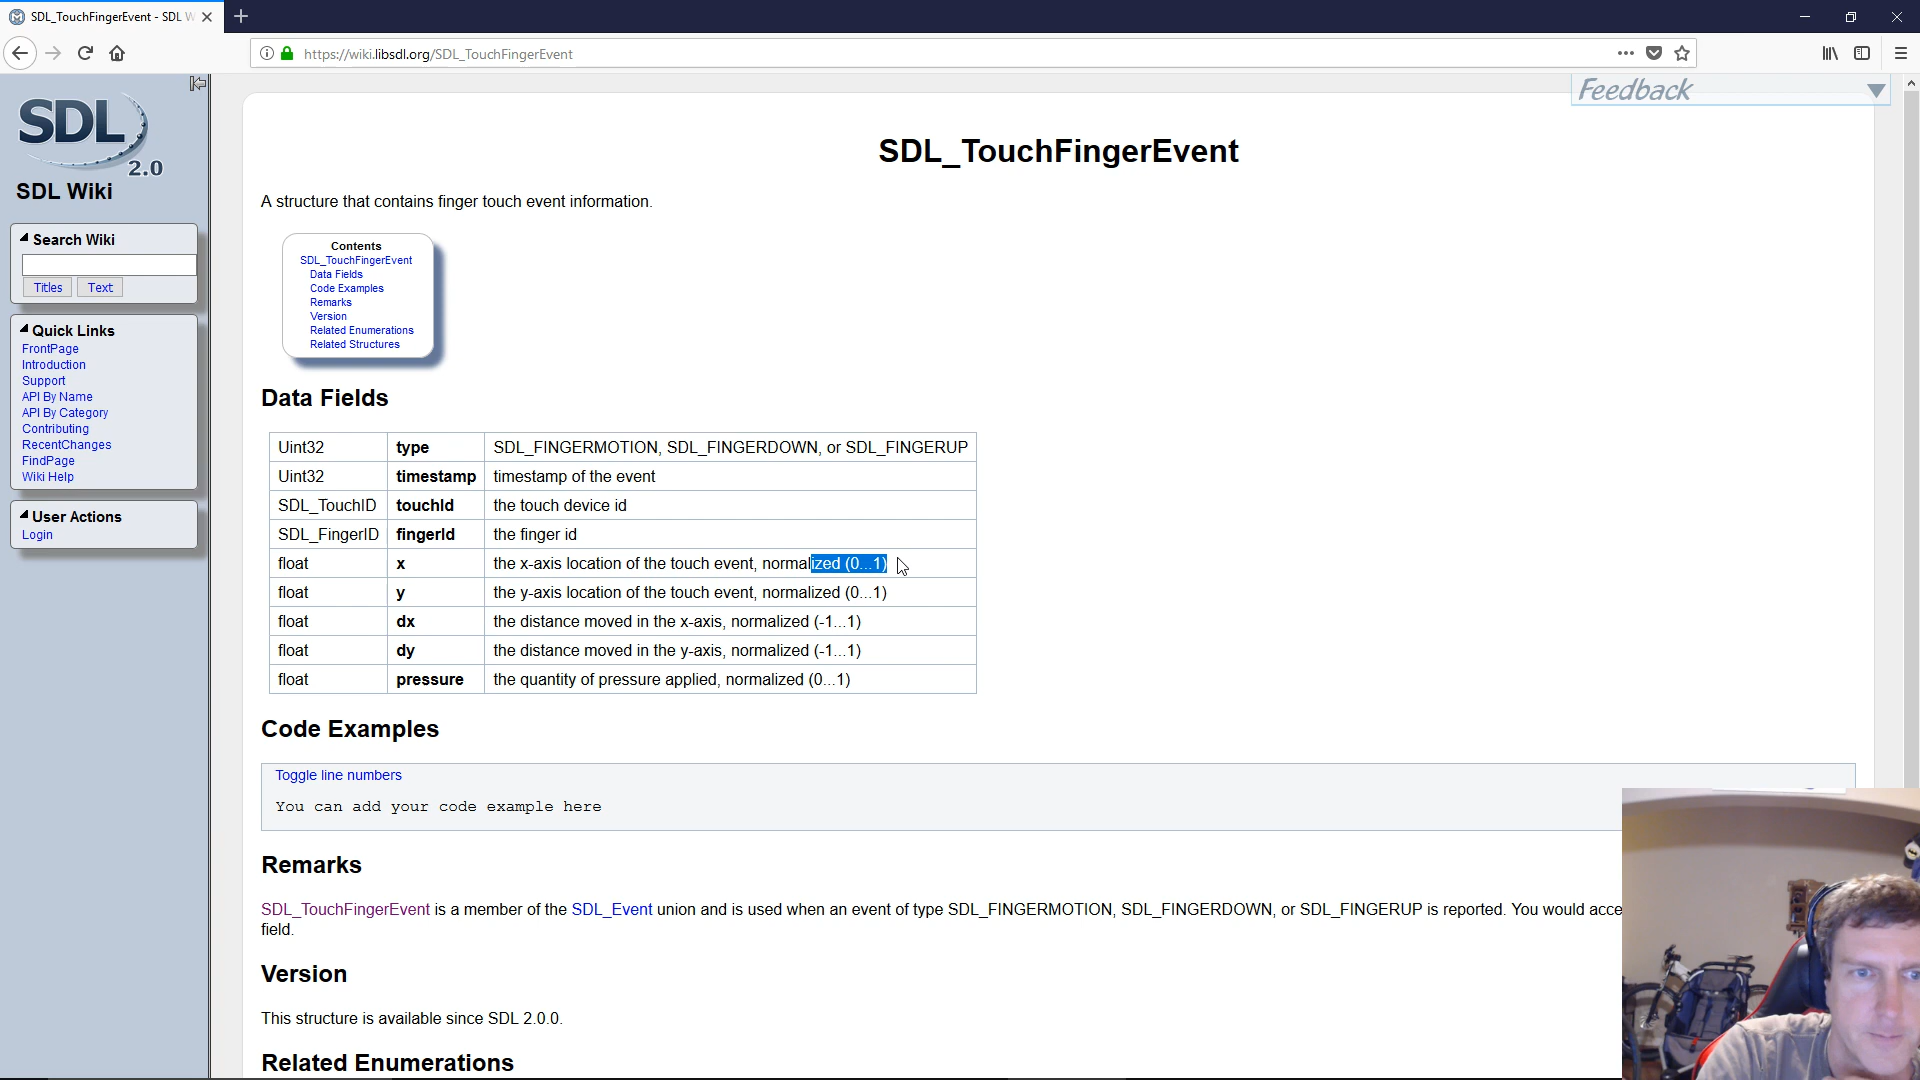 SDL_TouchFingerEvent - SDL W
https://wiki.libsdl.org/SDL_TouchFingerEvent
SDL
2.0
SDL Wiki
Search Wiki
Titles Text
Quick Links
FrontPage
Introduction
Support
API By Name
API By Category
Contributing
RecentChanges
FindPage
Wiki Help
User Actions
Login
Feedback
SDL_TouchFingerEvent
A structure that contains finger touch event information.
Contents
SDL_TouchFingerEvent
Data Fields
Code Examples
Remarks
Version
Related Enumerations
Related Structures
Data Fields
Uint32 type SDL_FINGERMOTION, SDL_FINGERDOWN, or SDL_FINGERUP
Uint32 timestamp timestamp of the event
SDL_TouchID touchId the touch device id
SDL_FingerID fingerId the finger id
float x the x-axis location of the touch event, normalized (0...1)
float y the y-axis location of the touch event, normalized (0...1)
float dx the distance moved in the x-axis, normalized (-1...1)
float dy the distance moved in the y-axis, normalized (-1...1)
float pressure the quantity of pressure applied, normalized (0...1)
Code Examples
Toggle line numbers
You can add your code example here
Remarks
SDL_TouchFingerEvent is a member of the SDL_Event union and is used when an event of type SDL_FINGERMOTION, SDL_FINGERDOWN, or SDL_FINGERUP is reported. You would acce
field.
Version
This structure is available since SDL 2.0.0.
Related Enumerations